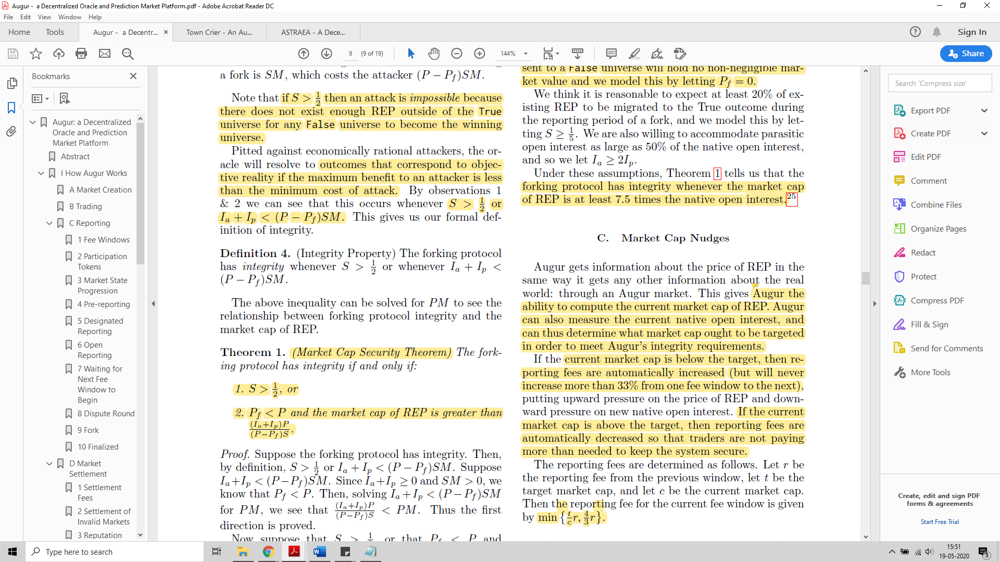 Augur - a Decentralized Oracle and Prediction Market Platform.pdf - Adobe Acrobat Reader DC
File Edit View Window Help
Home Tools Augur - a Decentr... × Town Crier - An Au... ASTRAEA - A Dece... Sign In
9 (9 of 19) 144% Share
Bookmarks
Augur: a Decentralized
Oracle and Prediction
Market Platform
Abstract
I How Augur Works
A Market Creation
B Trading
C Reporting
1 Fee Windows
2 Participation
Tokens
3 Market State
Progression
4 Pre-reporting
5 Designated
Reporting
6 Open
Reporting
7 Waiting for
Next Fee
Window to
Begin
8 Dispute Round
9 Fork
10 Finalized
D Market
Settlement
1 Settlement
Fees
2 Settlement of
Invalid Markets
3 Reputation
a fork is SM, which costs the attacker (P − P_f)SM.
Note that if S > 1/2 then an attack is impossible because
there does not exist enough REP outside of the True
universe for any False universe to become the winning
universe.
Pitted against economically rational attackers, the or-
acle will resolve to outcomes that correspond to objec-
tive reality if the maximum benefit to an attacker is less
than the minimum cost of attack. By observations 1
& 2 we can see that this occurs whenever S > 1/2 or
I_a + I_p < (P − P_f)SM. This gives us our formal def-
inition of integrity.
Definition 4. (Integrity Property) The forking protocol
has integrity whenever S > 1/2 or whenever I_a + I_p <
(P − P_f)SM.
The above inequality can be solved for PM to see the
relationship between forking protocol integrity and the
market cap of REP.
Theorem 1. (Market Cap Security Theorem) The fork-
ing protocol has integrity if and only if:
1. S > 1/2, or
2. P_f < P and the market cap of REP is greater than
(I_a+I_p)P/(P−P_f)S.
Proof. Suppose the forking protocol has integrity. Then,
by definition, S > 1/2 or I_a + I_p < (P − P_f)SM. Suppose
I_a+I_p < (P−P_f)SM. Since I_a+I_p ≥ 0 and SM > 0, we
know that P_f < P. Then, solving I_a+I_p < (P−P_f)SM
for PM, we see that (I_a+I_p)P/(P−P_f)S < PM. Thus the first
direction is proved.
Now suppose that S > 1/2, or that P_f < P and
sent to a False universe will hold no non-negligible mar-
ket value and we model this by letting P_f = 0.
We think it is reasonable to expect at least 20% of ex-
isting REP to be migrated to the True outcome during
the reporting period of a fork, and we model this by let-
ting S ≥ 1/5. We are also willing to accommodate parasitic
open interest as large as 50% of the native open interest,
and so we let I_a ≥ 2I_p.
Under these assumptions, Theorem 1 tells us that the
forking protocol has integrity whenever the market cap
of REP is at least 7.5 times the native open interest.25
C. Market Cap Nudges
Augur gets information about the price of REP in the
same way it gets any other information about the real
world: through an Augur market. This gives Augur the
ability to compute the current market cap of REP. Augur
can also measure the current native open interest, and
can thus determine what market cap ought to be targeted
in order to meet Augur's integrity requirements.
If the current market cap is below the target, then re-
porting fees are automatically increased (but will never
increase more than 33% from one fee window to the next),
putting upward pressure on the price of REP and down-
ward pressure on new native open interest. If the current
market cap is above the target, then reporting fees are
automatically decreased so that traders are not paying
more than needed to keep the system secure.
The reporting fees are determined as follows. Let r be
the reporting fee from the previous window, let t be the
target market cap, and let c be the current market cap.
Then the reporting fee for the current fee window is given
by min {t/c r, 4/3 r}.
Search 'Compress size'
Export PDF
Create PDF
Edit PDF
Comment
Combine Files
Organize Pages
Redact
Protect
Compress PDF
Fill & Sign
Send for Comments
More Tools
Create, edit and sign PDF
forms & agreements
Start Free Trial
Type here to search
15:51
19-05-2020
3